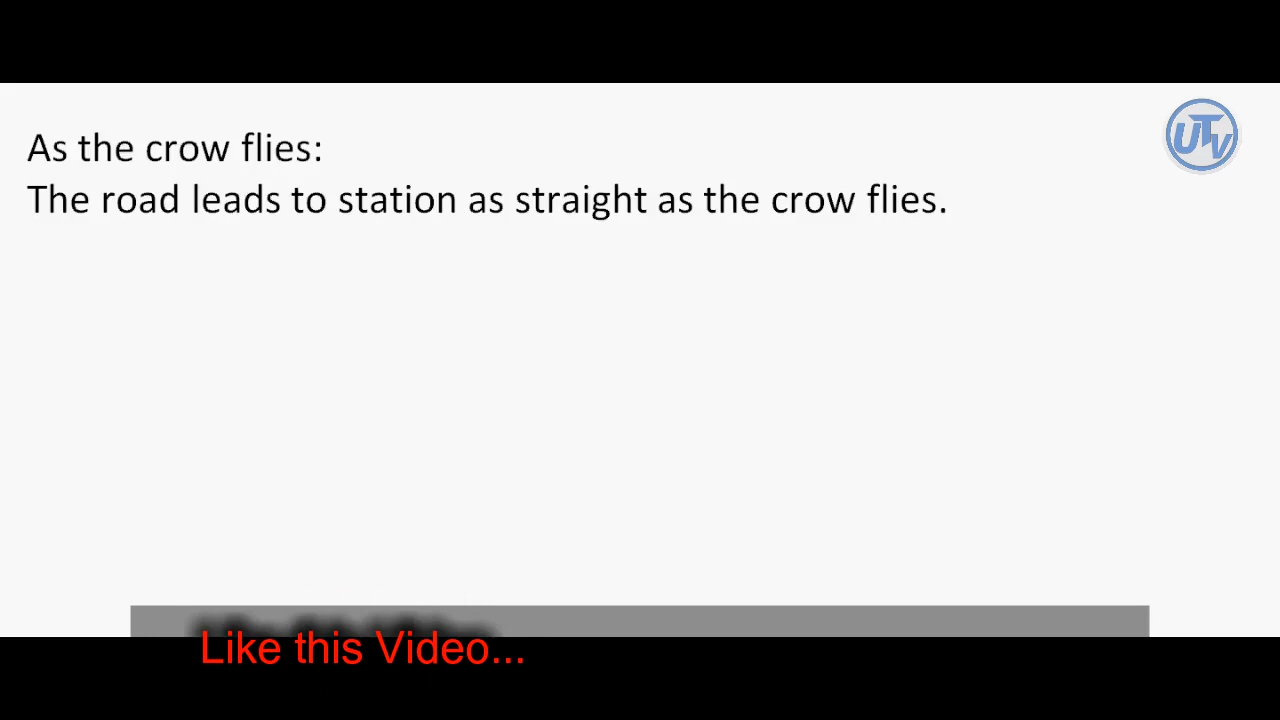 UTV
As the crow flies:
The road leads to station as straight as the crow flies.
Like this Video...